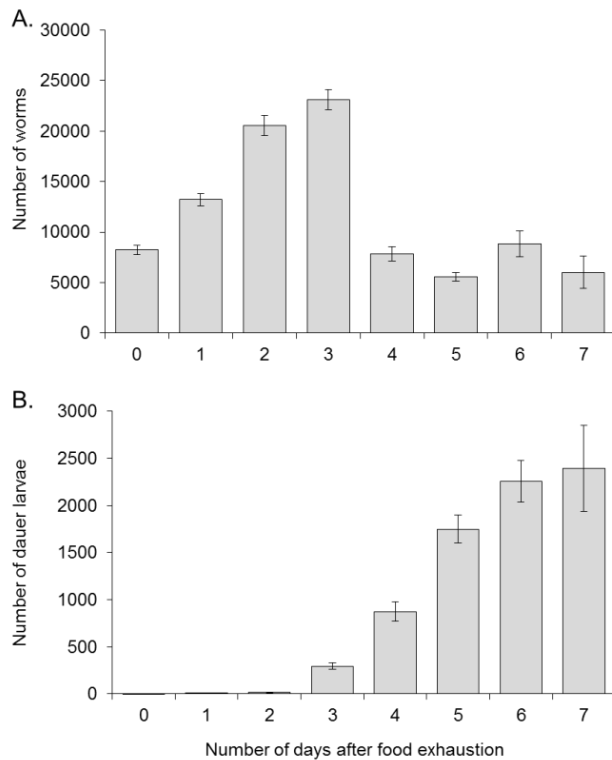 A.
30000
25000
20000
15000
10000
5000
0
Number of worms
0 1 2 3 4 5 6 7
B.
3000
2500
2000
1500
1000
500
0
Number of dauer larvae
0 1 2 3 4 5 6 7
Number of days after food exhaustion